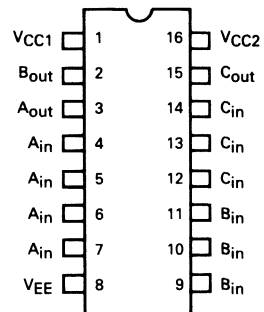 VCC1 1 16 VCC2
Bout 2 15 Cout
Aout 3 14 Cin
Ain 4 13 Cin
Ain 5 12 Cin
Ain 6 11 Bin
Ain 7 10 Bin
VEE 8 9 Bin